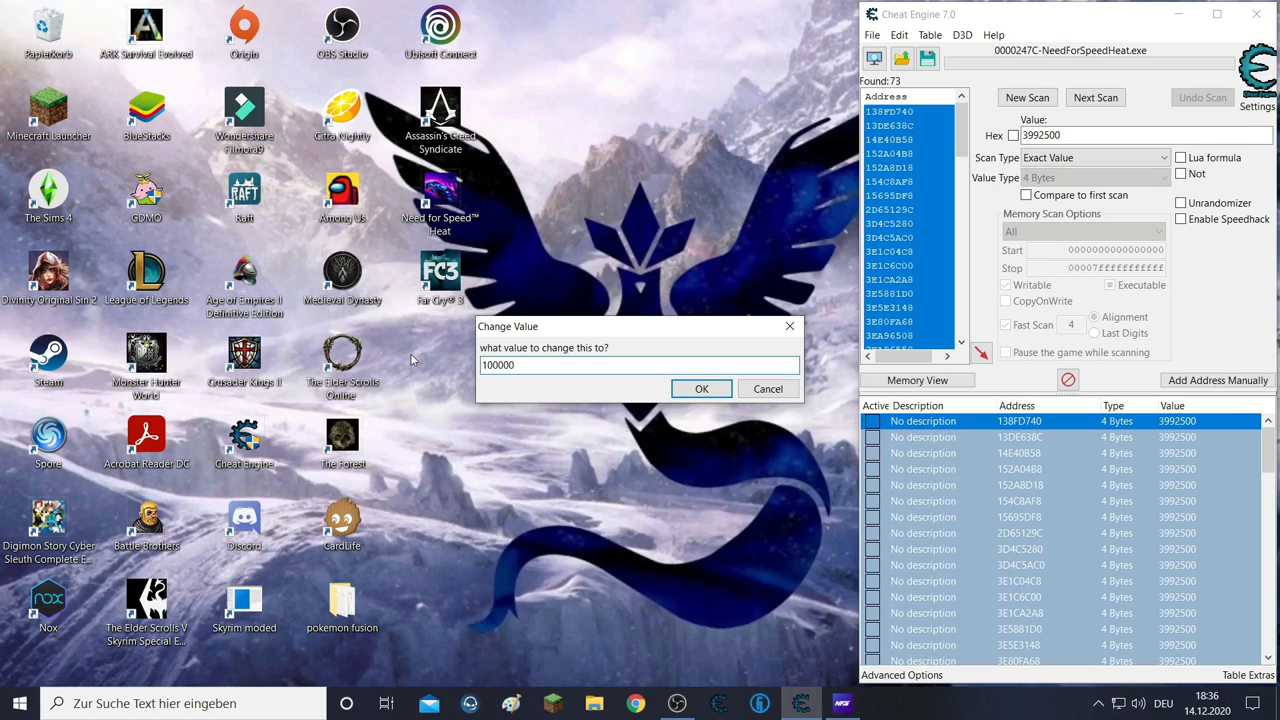 Papierkorb
ARK Survival Evolved
Origin
OBS Studio
Ubisoft Connect
Minecraft Launcher
BlueStacks
Wondershare
Filmora9
Citra Nightly
Assassin's Creed
Syndicate
The Sims 4
GDMO
Raft
RAFT
Among Us
Need for Speed™
Heat
Divinity Original Sin 2
League of Legends
of Empires II
finitive Edition
Medieval Dynasty
FC3
Far Cry® 3
Steam
Monster Hunter
World
Crusader Kings II
The Elder Scrolls
Online
Spore
Acrobat Reader DC
Cheat Engine
The Forest
Digimon Story Cyber
Sleuth Complete E...
Battle Brothers
Discord
CardLife
nox
Nox
The Elder Scrolls V
Skyrim Special E...
Skyrim moded
pokemon fusion
Change Value
what value to change this to?
100000
OK
Cancel
Cheat Engine 7.0
File Edit Table D3D Help
0000247C-NeedForSpeedHeat.exe
Cheat Engine
Settings
Found: 73
Address
138FD740
13DE638C
14E40B58
152A04B8
152A8D18
154C8AF8
15695DF8
2D65129C
3D4C5280
3D4C5AC0
3E1C04C8
3E1C6C00
3E1CA2A8
3E5881D0
3E5E3148
3E80FA68
3EA96508
New Scan
Next Scan
Undo Scan
Value:
Hex
3992500
Scan Type
Exact Value
Lua formula
Value Type
4 Bytes
Not
Compare to first scan
Memory Scan Options
Unrandomizer
All
Enable Speedhack
Start
0000000000000000
Stop
00007fffffffffff
Writable
Executable
CopyOnWrite
Fast Scan
4
Alignment
Last Digits
Pause the game while scanning
Memory View
Add Address Manually
Active Description Address Type Value
No description 138FD740 4 Bytes 3992500
No description 13DE638C 4 Bytes 3992500
No description 14E40B58 4 Bytes 3992500
No description 152A04B8 4 Bytes 3992500
No description 152A8D18 4 Bytes 3992500
No description 154C8AF8 4 Bytes 3992500
No description 15695DF8 4 Bytes 3992500
No description 2D65129C 4 Bytes 3992500
No description 3D4C5280 4 Bytes 3992500
No description 3D4C5AC0 4 Bytes 3992500
No description 3E1C04C8 4 Bytes 3992500
No description 3E1C6C00 4 Bytes 3992500
No description 3E1CA2A8 4 Bytes 3992500
No description 3E5881D0 4 Bytes 3992500
No description 3E5E3148 4 Bytes 3992500
No description 3E80FA68 4 Bytes 3992500
Advanced Options
Table Extras
Zur Suche Text hier eingeben
DEU
18:36
14.12.2020